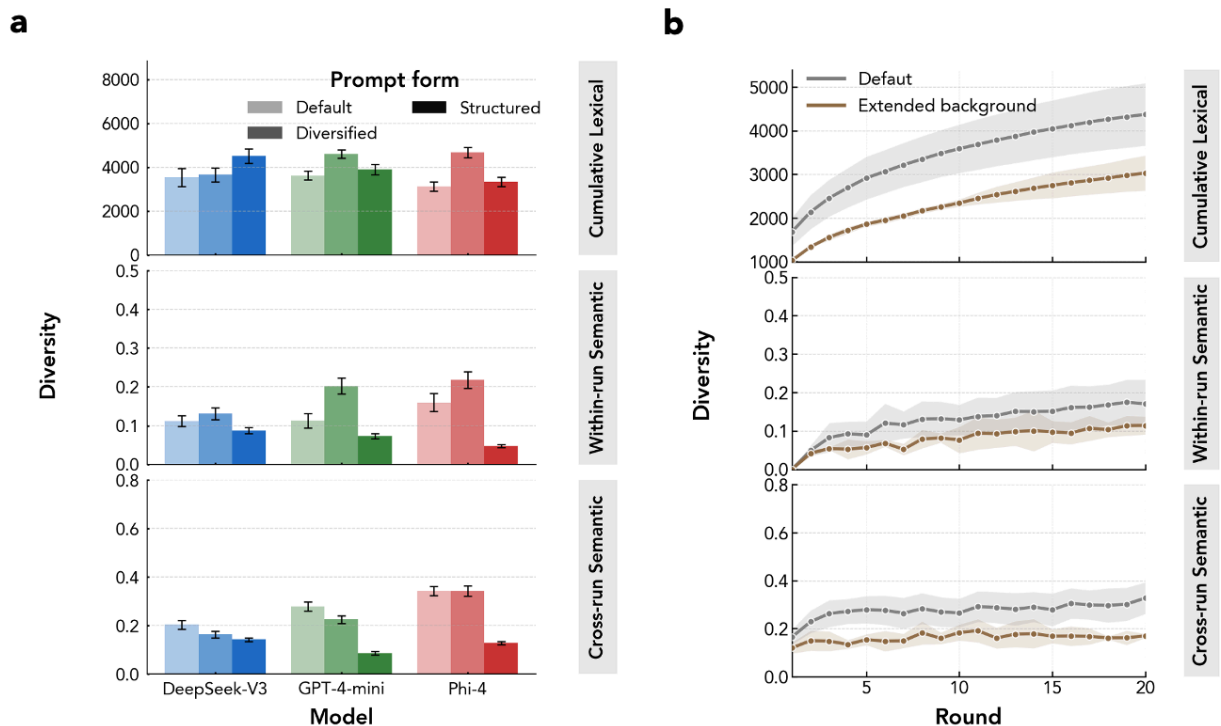 a
Prompt form
Default
Structured
Diversified
Diversity
8000
6000
4000
2000
0
Cumulative Lexical
0.5
0.4
0.3
0.2
0.1
0.0
Within-run Semantic
0.8
0.6
0.4
0.2
0.0
Cross-run Semantic
DeepSeek-V3
GPT-4-mini
Phi-4
Model
b
Defaut
Extended background
Diversity
5000
4000
3000
2000
1000
Cumulative Lexical
0.5
0.4
0.3
0.2
0.1
0.0
Within-run Semantic
0.8
0.6
0.4
0.2
0.0
Cross-run Semantic
5
10
15
20
Round